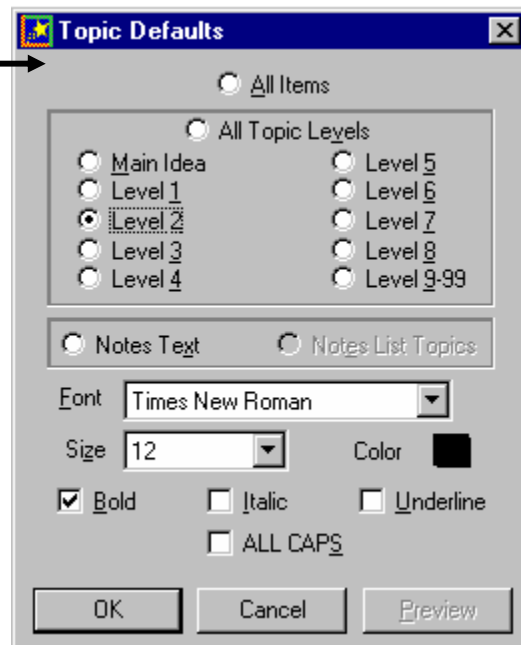 Topic Defaults
All Items
All Topic Levels
Main Idea Level 5
Level 1 Level 6
Level 2 Level 7
Level 3 Level 8
Level 4 Level 9-99
Notes Text Notes List Topics
Font Times New Roman
Size 12 Color
Bold Italic Underline
ALL CAPS
OK Cancel Preview